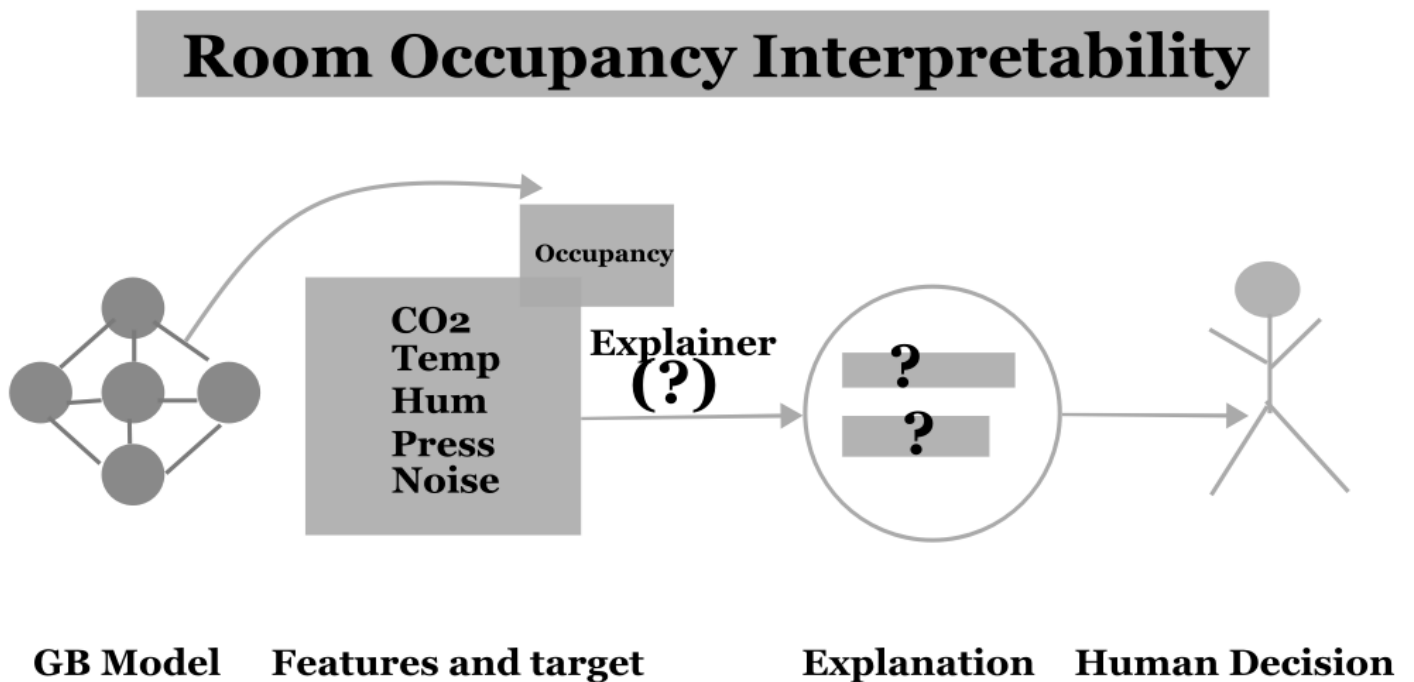 Room Occupancy Interpretability
Occupancy
CO2
Temp
Hum
Press
Noise
Explainer
(?)
?
?
GB Model
Features and target
Explanation
Human Decision